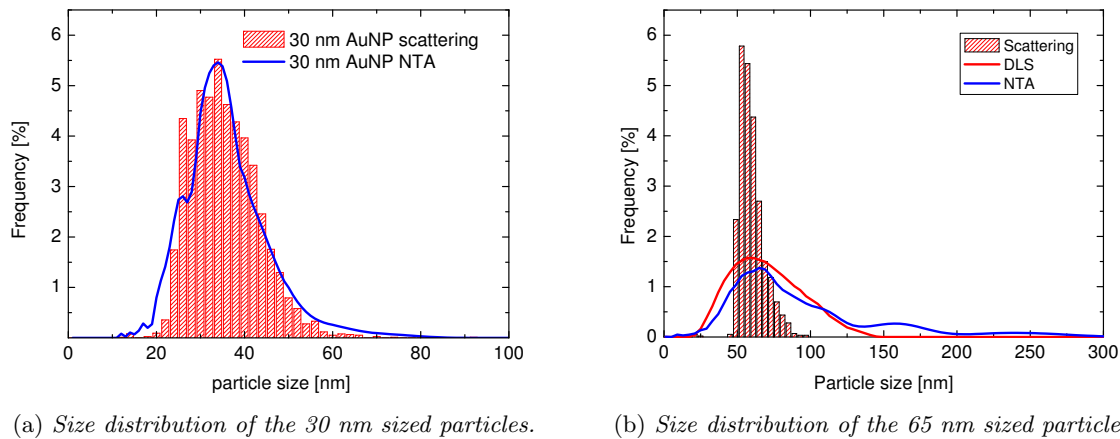 6
5
4
3
2
1
0
Frequency [%]
30 nm AuNP scattering
30 nm AuNP NTA
0 20 40 60 80 100
particle size [nm]
(a) Size distribution of the 30 nm sized particles.
6
5
4
3
2
1
0
Frequency [%]
Scattering
DLS
NTA
0 50 100 150 200 250 300
Particle size [nm]
(b) Size distribution of the 65 nm sized particle